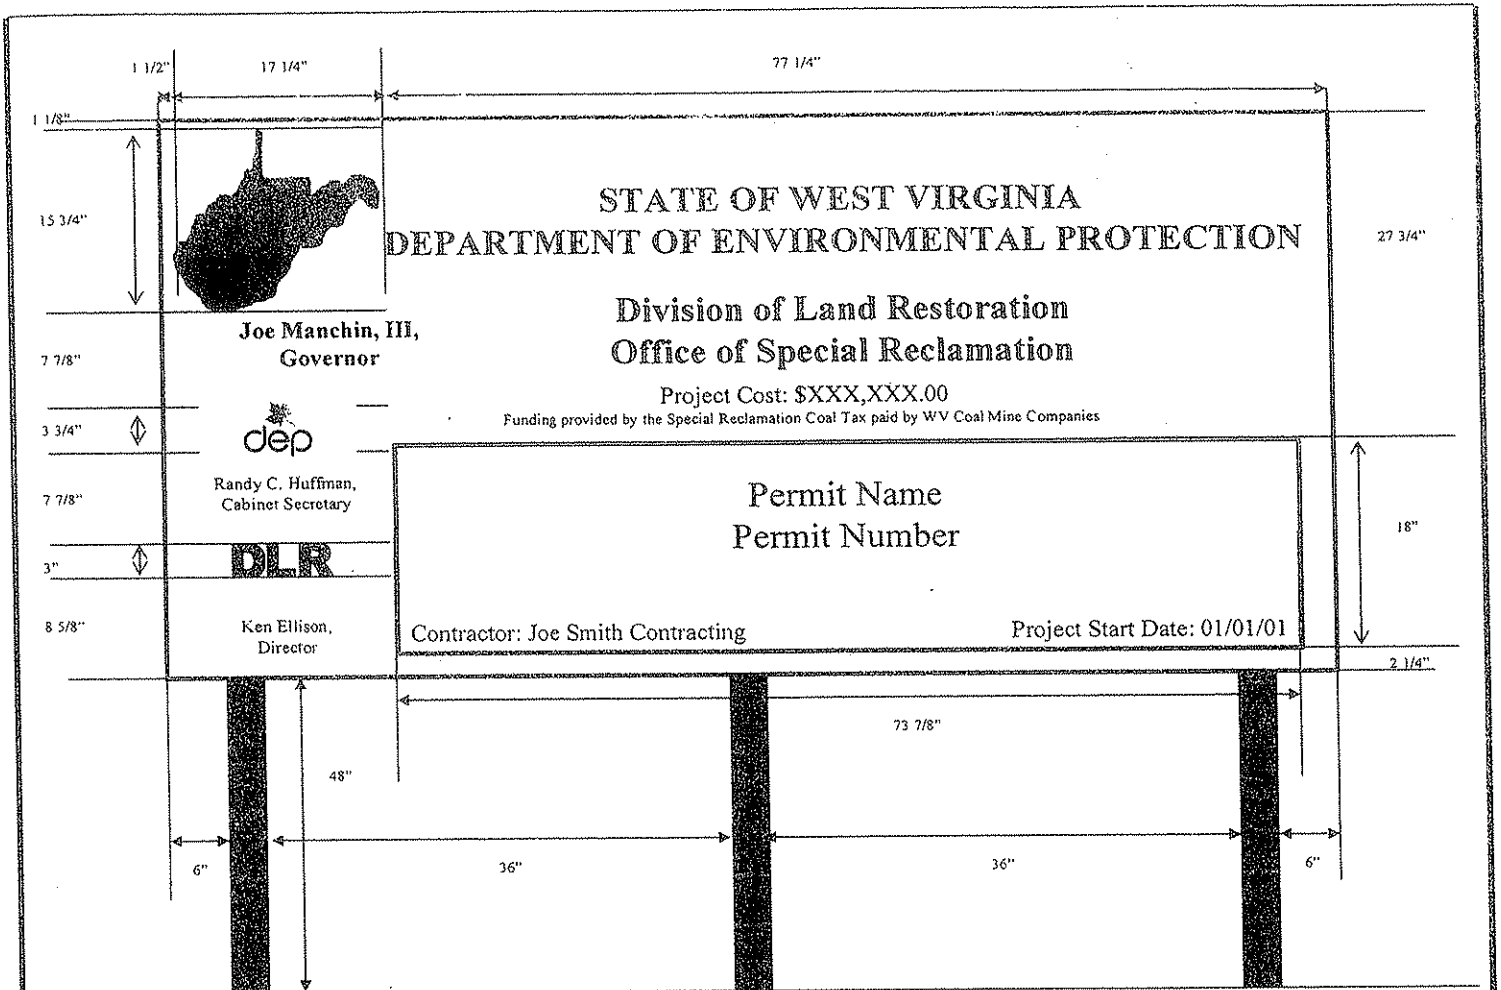 1 1/2"
17 1/4"
77 1/4"
1 1/8"
15 3/4"
STATE OF WEST VIRGINIA
DEPARTMENT OF ENVIRONMENTAL PROTECTION
27 3/4"
Division of Land Restoration
Office of Special Reclamation
Joe Manchin, III,
Governor
7 7/8"
Project Cost: $XXX,XXX.00
Funding provided by the Special Reclamation Coal Tax paid by WV Coal Mine Companies
3 3/4"
dep
Randy C. Huffman,
Cabinet Secretary
7 7/8"
Permit Name
Permit Number
18"
DLR
3"
8 5/8"
Ken Ellison,
Director
Contractor: Joe Smith Contracting
Project Start Date: 01/01/01
2 1/4"
73 7/8"
48"
6"
36"
36"
6"